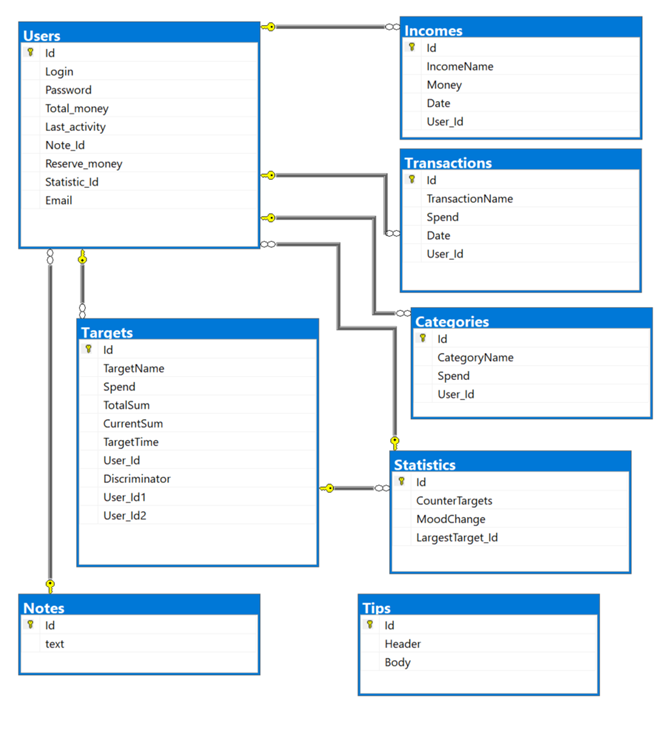 Users
Id
Login
Password
Total_money
Last_activity
Note_Id
Reserve_money
Statistic_Id
Email
Incomes
Id
IncomeName
Money
Date
User_Id
Transactions
Id
TransactionName
Spend
Date
User_Id
Categories
Id
CategoryName
Spend
User_Id
Targets
Id
TargetName
Spend
TotalSum
CurrentSum
TargetTime
User_Id
Discriminator
User_Id1
User_Id2
Statistics
Id
CounterTargets
MoodChange
LargestTarget_Id
Notes
Id
text
Tips
Id
Header
Body